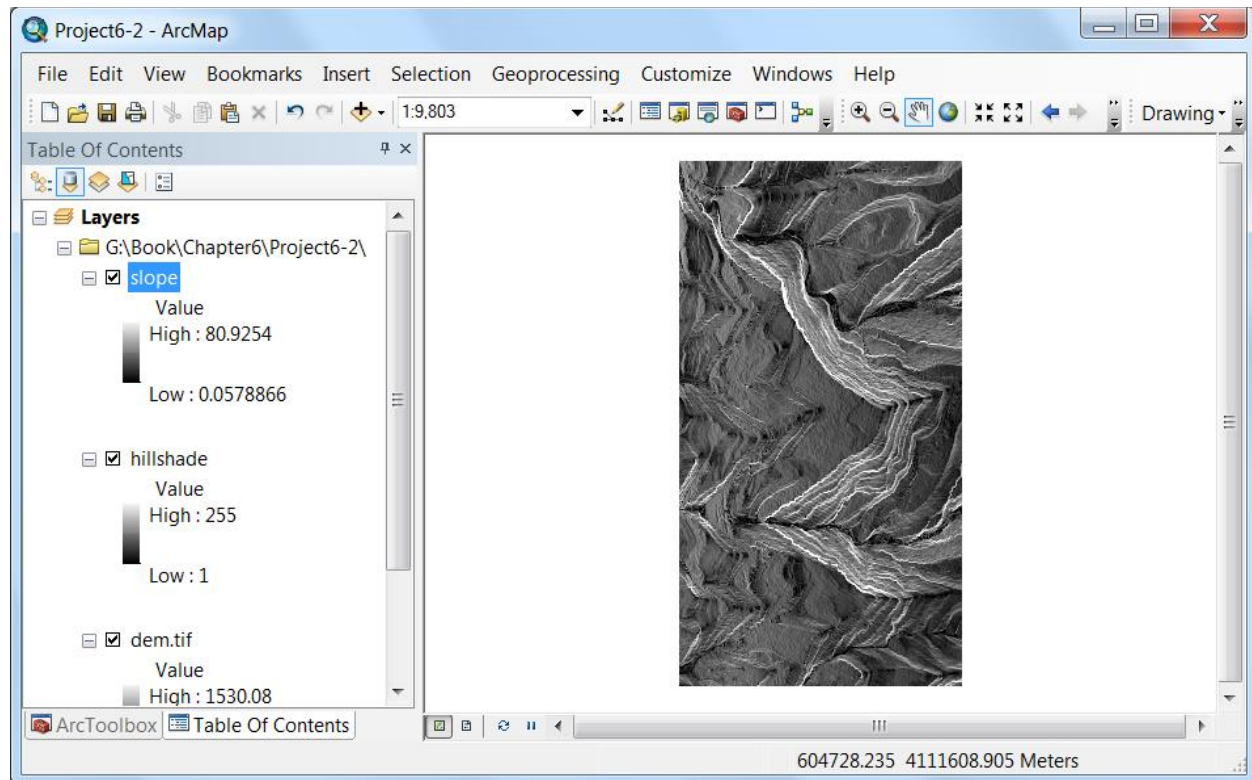 Project6-2 - ArcMap
File Edit View Bookmarks Insert Selection Geoprocessing Customize Windows Help
1:9,803 Drawing
Table Of Contents
Layers
G:\Book\Chapter6\Project6-2\
slope
Value
High : 80.9254
Low : 0.0578866
hillshade
Value
High : 255
Low : 1
dem.tif
Value
High : 1530.08
ArcToolbox Table Of Contents
604728.235 4111608.905 Meters